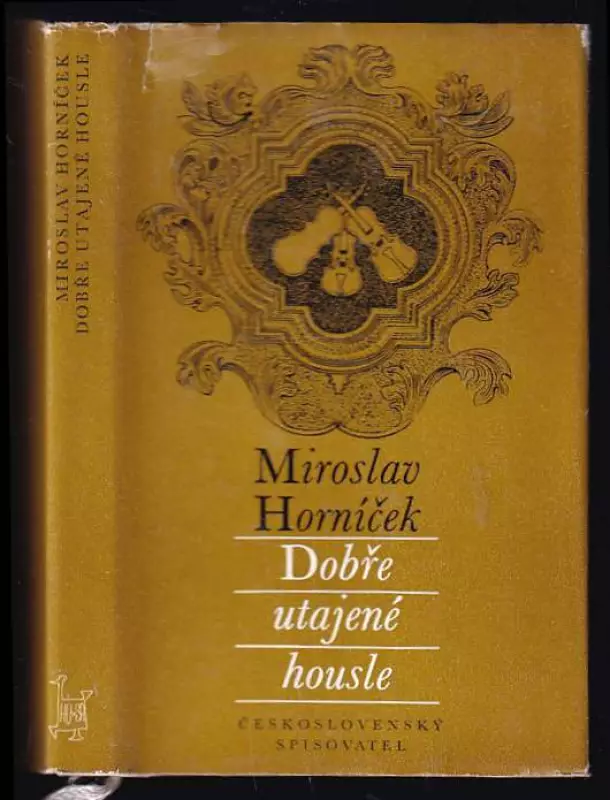 MIROSLAV HORNÍČEK
DOBŘE UTAJENÉ HOUSLE
Miroslav
Horníček
Dobře
utajené
housle
ČESKOSLOVENSKÝ
SPISOVATEL